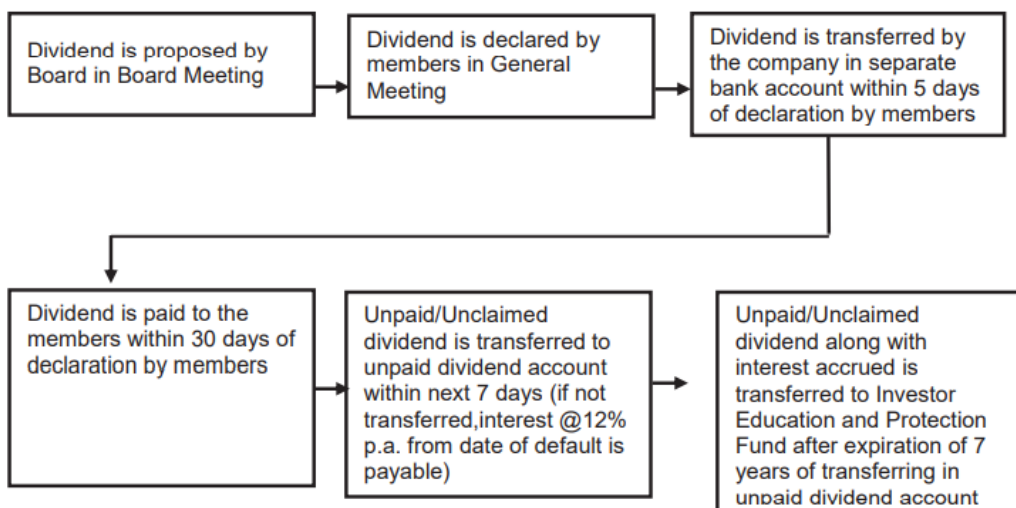 Dividend is proposed by
Board in Board Meeting
Dividend is declared by
members in General
Meeting
Dividend is transferred by
the company in separate
bank account within 5 days
of declaration by members
Dividend is paid to the
members within 30 days of
declaration by members
Unpaid/Unclaimed
dividend is transferred to
unpaid dividend account
within next 7 days (if not
transferred,interest @12%
p.a. from date of default is
payable)
Unpaid/Unclaimed
dividend along with
interest accrued is
transferred to Investor
Education and Protection
Fund after expiration of 7
years of transferring in
unpaid dividend account